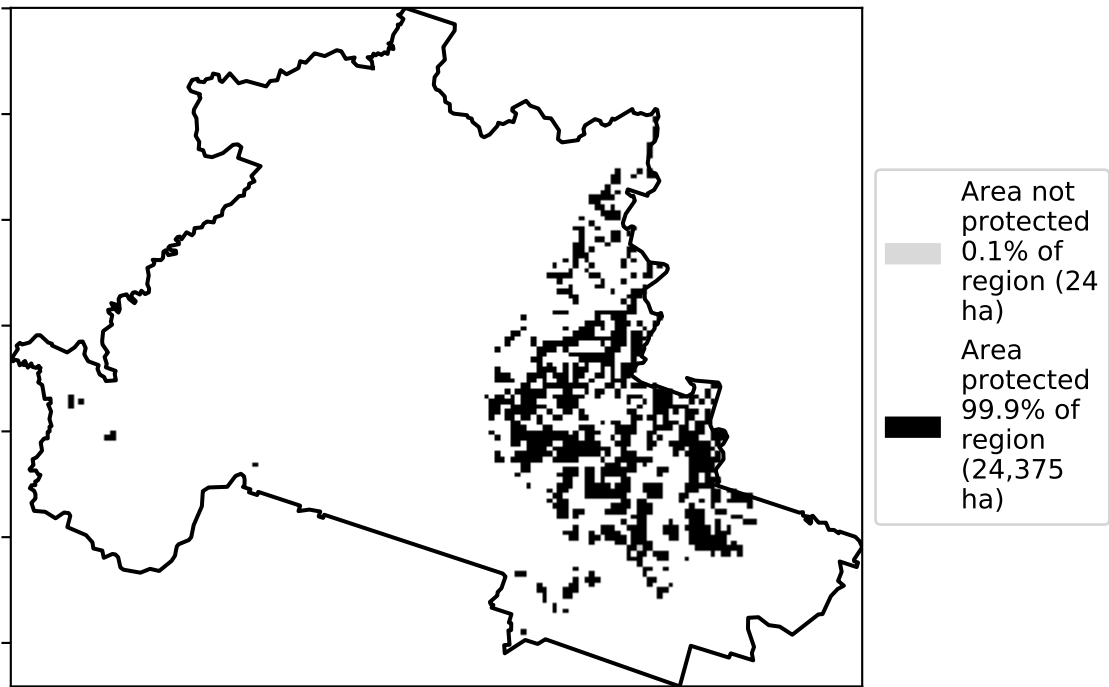 Area not
protected
0.1% of
region (24
ha)
Area
protected
99.9% of
region
(24,375
ha)